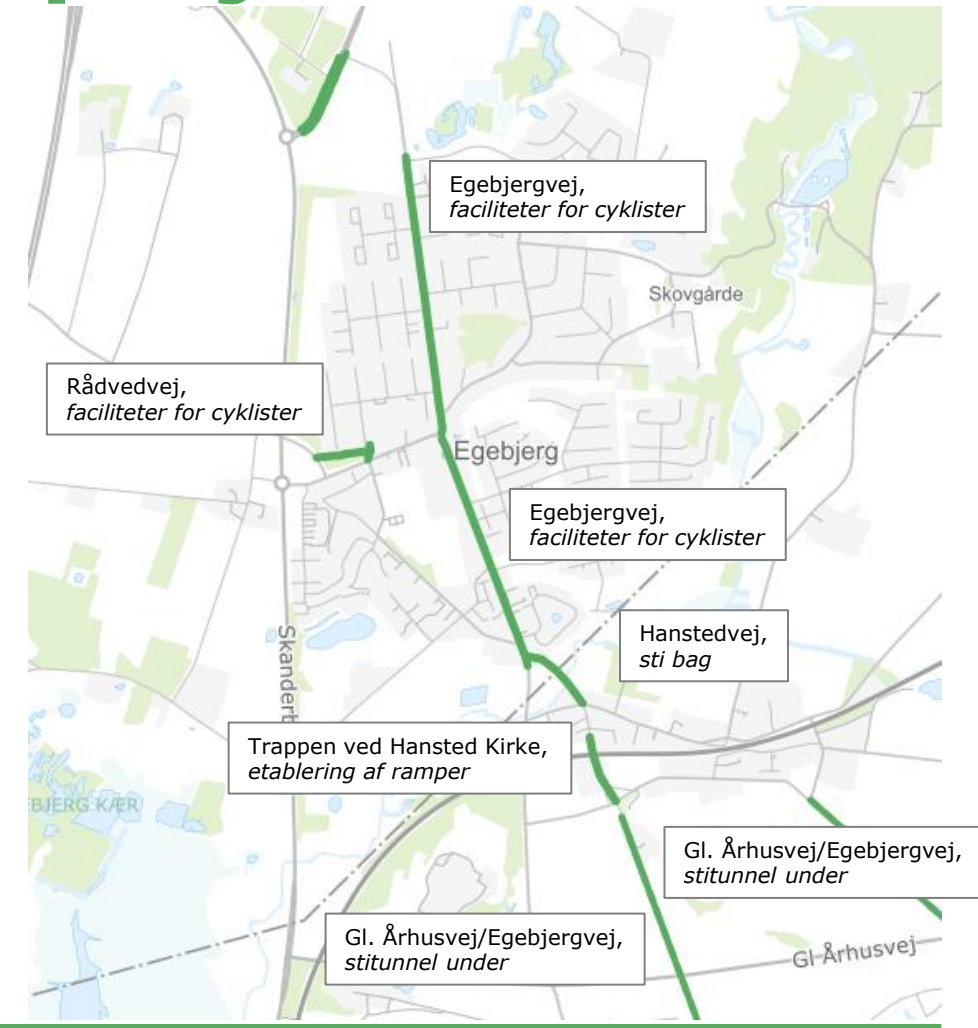 Egebjergvej,
faciliteter for cyklister
Skovgårde
Rådvedvej,
faciliteter for cyklister
Egebjerg
Egebjergvej,
faciliteter for cyklister
Hanstedvej,
sti bag
Skandert
Trappen ved Hansted Kirke,
etablering af ramper
EBJERG KÆR
Gl. Århusvej/Egebjergvej,
stitunnel under
Gl. Århusvej/Egebjergvej,
stitunnel under
Gl Århusvej